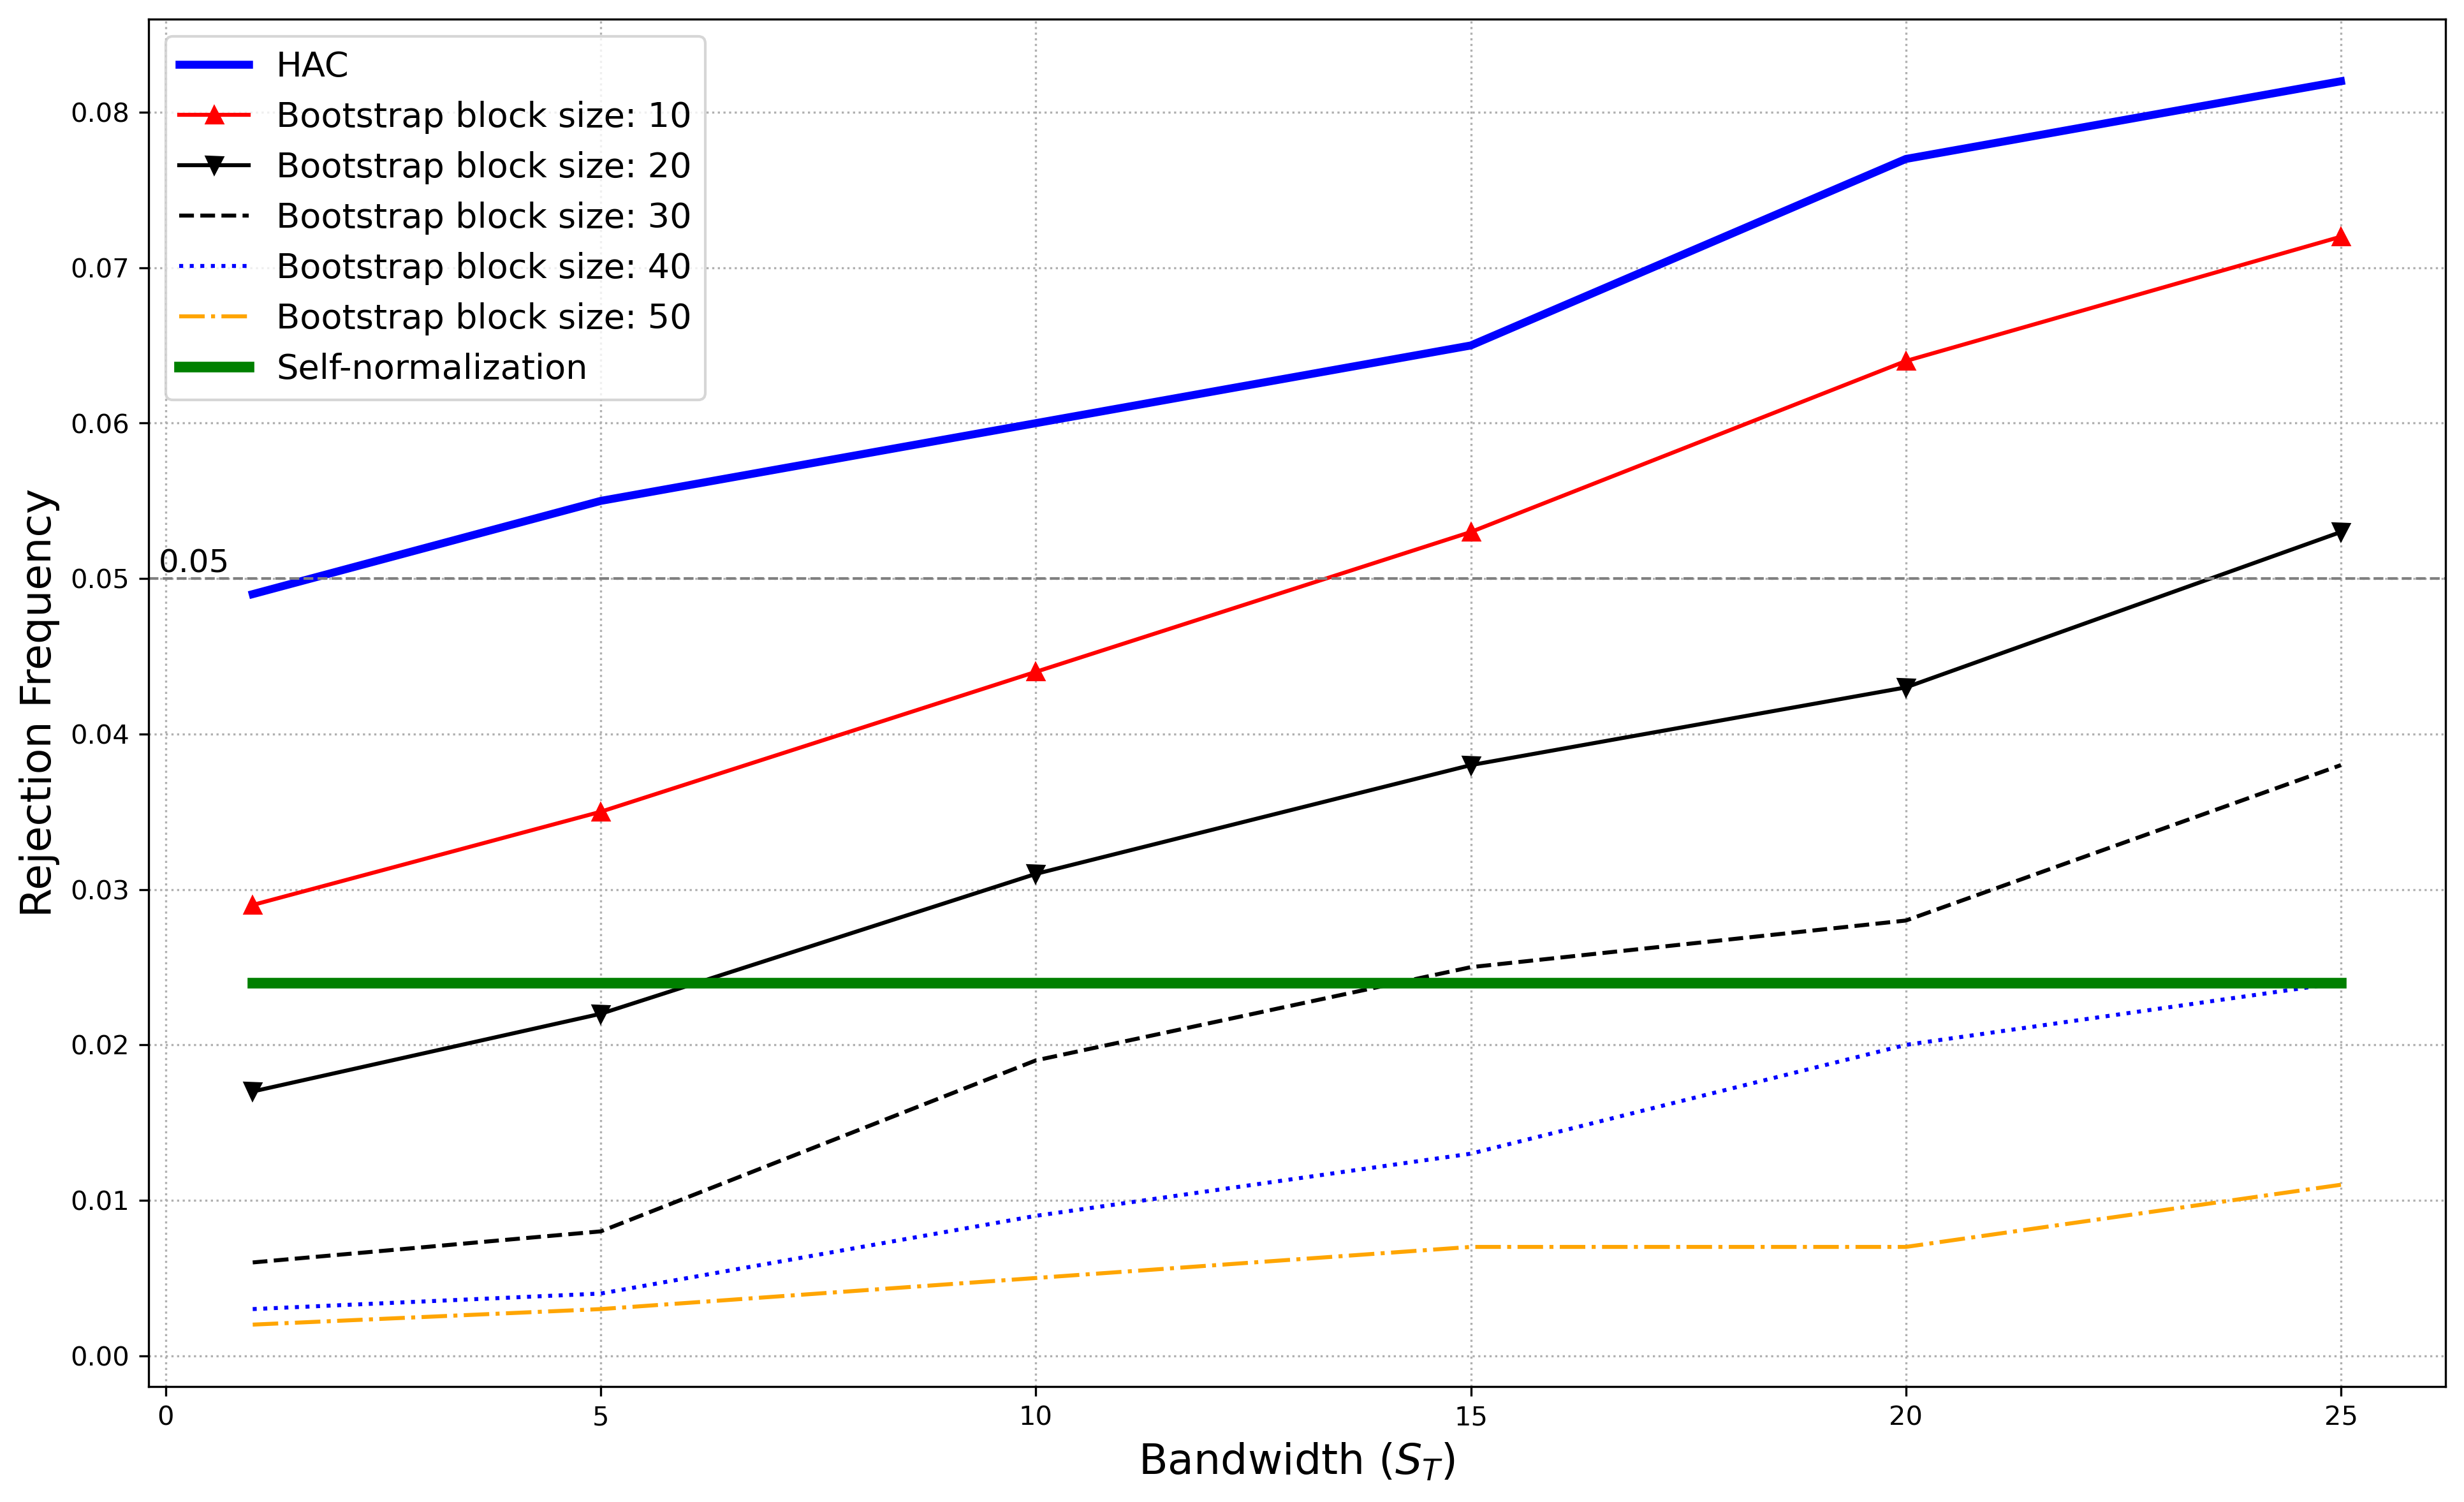 HAC
Bootstrap block size: 10
Bootstrap block size: 20
Bootstrap block size: 30
Bootstrap block size: 40
Bootstrap block size: 50
Self-normalization
0.05
Rejection Frequency
0.08
0.07
0.06
0.05
0.04
0.03
0.02
0.01
0.00
0 5 10 15 20 25
Bandwidth (S_T)